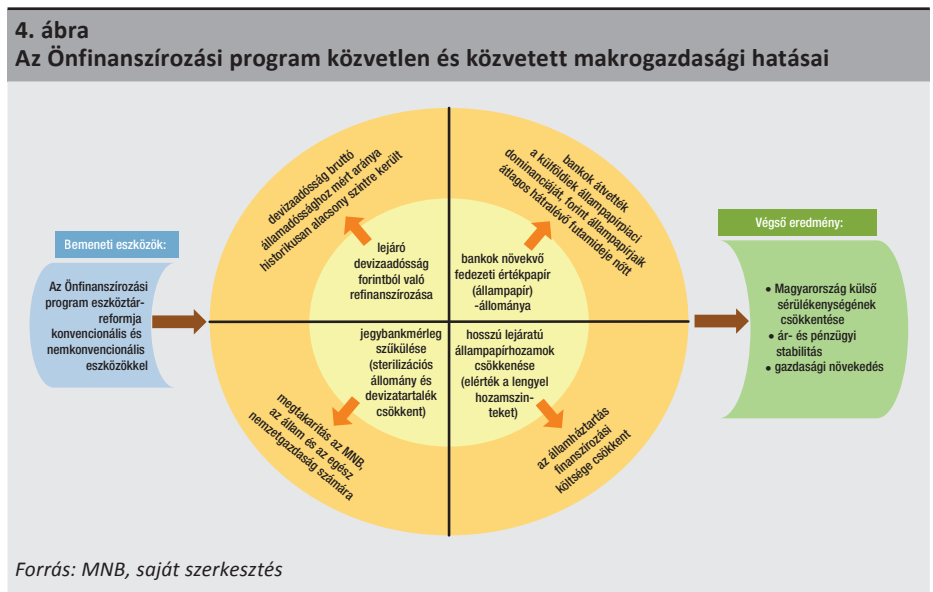 4. ábra
Az Önfinanszírozási program közvetlen és közvetett makrogazdasági hatásai
Bemeneti eszközök:
Az Önfinanszírozási
program eszköztár-
reformja
konvencionális és
nemkonvencionális
eszközökkel
devizaadósság bruttó
államadóssághoz mért aránya
historikusan alacsony szintre került
lejáró
devizaadósság
forintból való
refinanszírozása
bankok átvették
a külföldiek állampapírpiaci
dominanciáját, forint állampapírjaik
átlagos hátralévő futamideje nőtt
bankok növekvő
fedezeti értékpapír
(állampapír)
-állománya
jegybankmérleg
szűkülése
(sterilizációs
állomány és
devizatartalék
csökkent)
megtakarítás az MNB,
az állam és az egész
nemzetgazdaság számára
hosszú lejáratú
állampapírhozamok
csökkenése
(elérték a lengyel
hozamszin-
teket)
az államháztartás
finanszírozási
költsége csökkent
Végső eredmény:
• Magyarország külső
sérülékenységének
csökkentése
• ár- és pénzügyi
stabilitás
• gazdasági növekedés
Forrás: MNB, saját szerkesztés